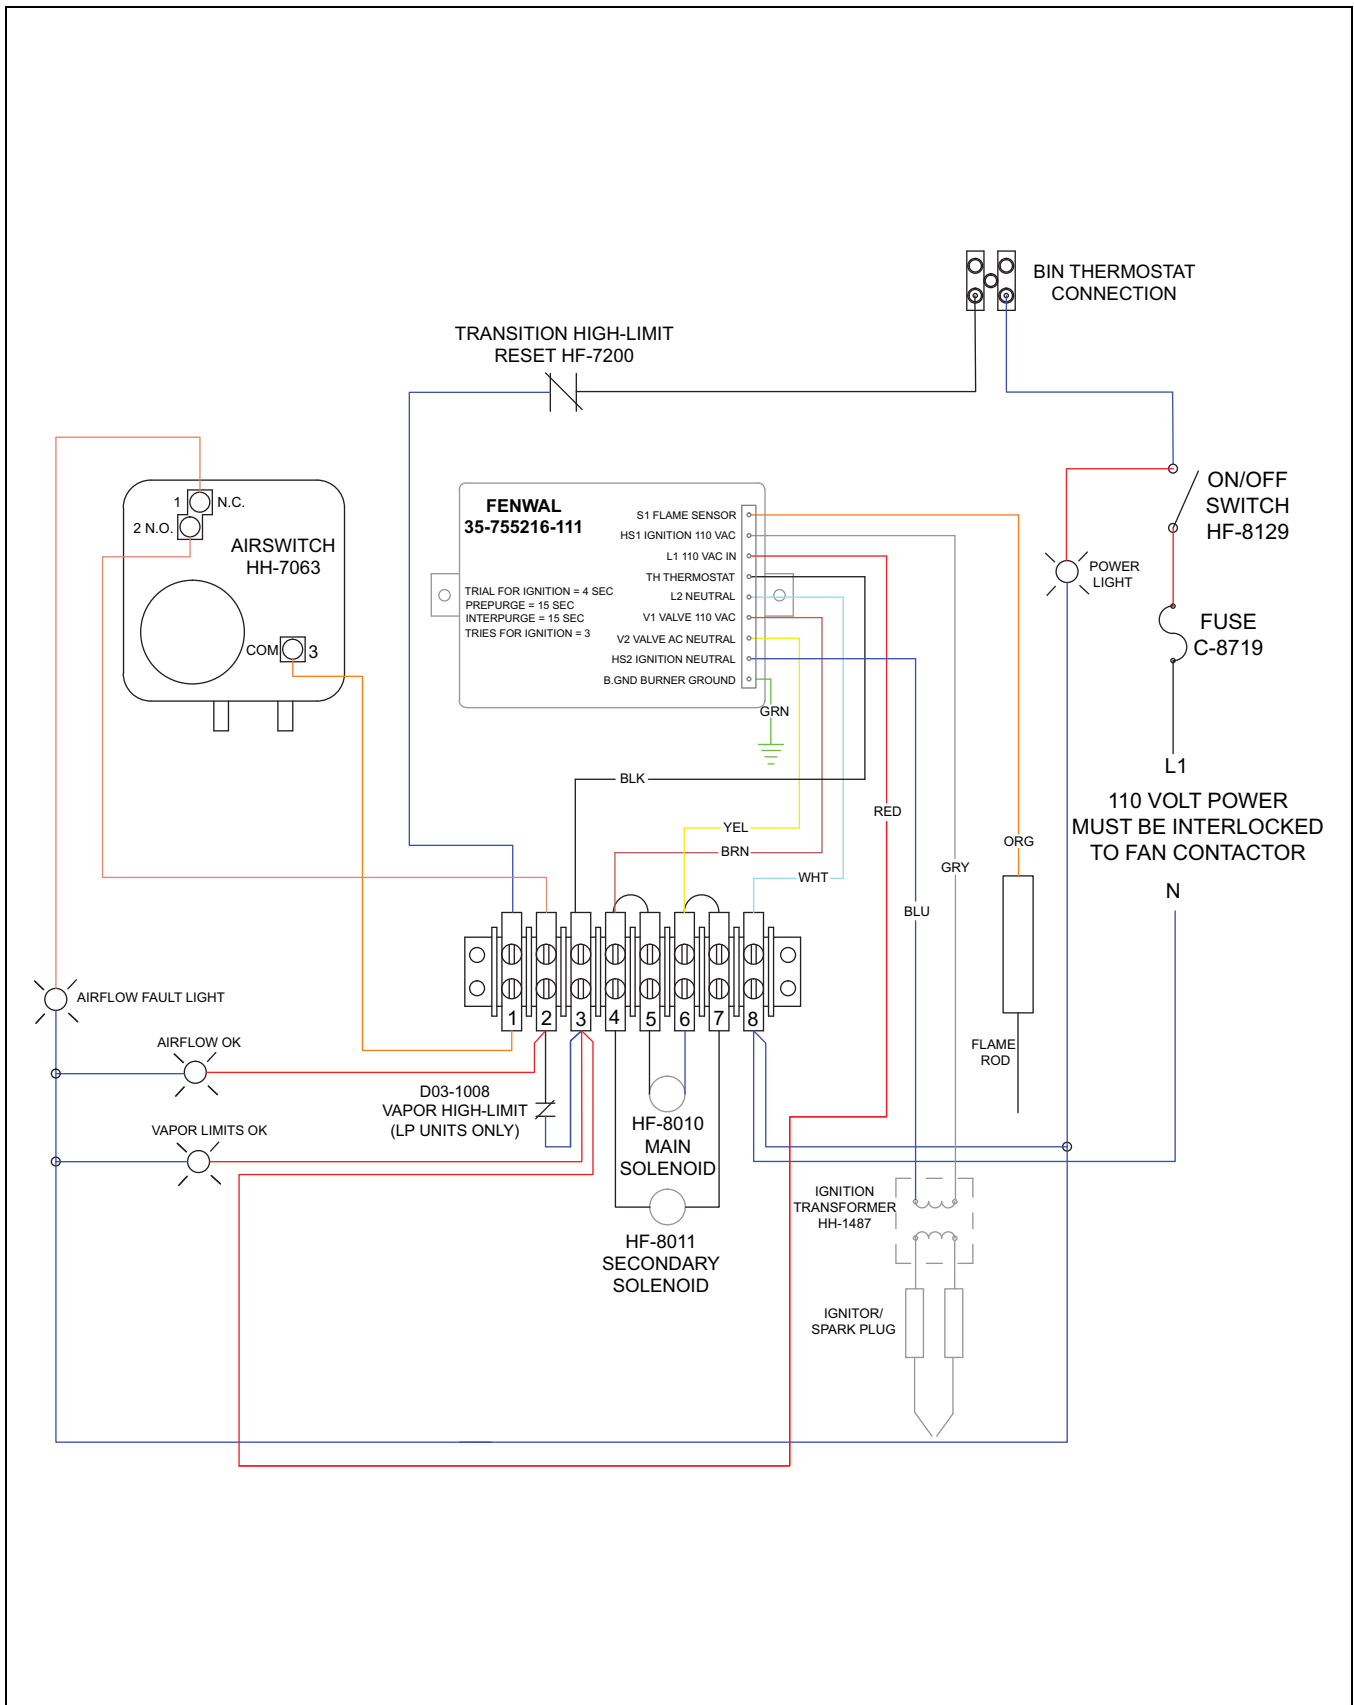 BIN THERMOSTAT
CONNECTION
TRANSITION HIGH-LIMIT
RESET HF-7200
ON/OFF
SWITCH
HF-8129
POWER
LIGHT
FUSE
C-8719
L1
110 VOLT POWER
MUST BE INTERLOCKED
TO FAN CONTACTOR
N
1
N.C.
2 N.O.
AIRSWITCH
HH-7063
COM
3
FENWAL
35-755216-111
TRIAL FOR IGNITION = 4 SEC
PREPURGE = 15 SEC
INTERPURGE = 15 SEC
TRIES FOR IGNITION = 3
S1 FLAME SENSOR
HS1 IGNITION 110 VAC
L1 110 VAC IN
TH THERMOSTAT
L2 NEUTRAL
V1 VALVE 110 VAC
V2 VALVE AC NEUTRAL
HS2 IGNITION NEUTRAL
B.GND BURNER GROUND
GRN
BLK
YEL
BRN
WHT
RED
BLU
GRY
ORG
FLAME
ROD
1
2
3
4
5
6
7
8
AIRFLOW FAULT LIGHT
AIRFLOW OK
VAPOR LIMITS OK
D03-1008
VAPOR HIGH-LIMIT
(LP UNITS ONLY)
HF-8010
MAIN
SOLENOID
HF-8011
SECONDARY
SOLENOID
IGNITION
TRANSFORMER
HH-1487
IGNITOR/
SPARK PLUG